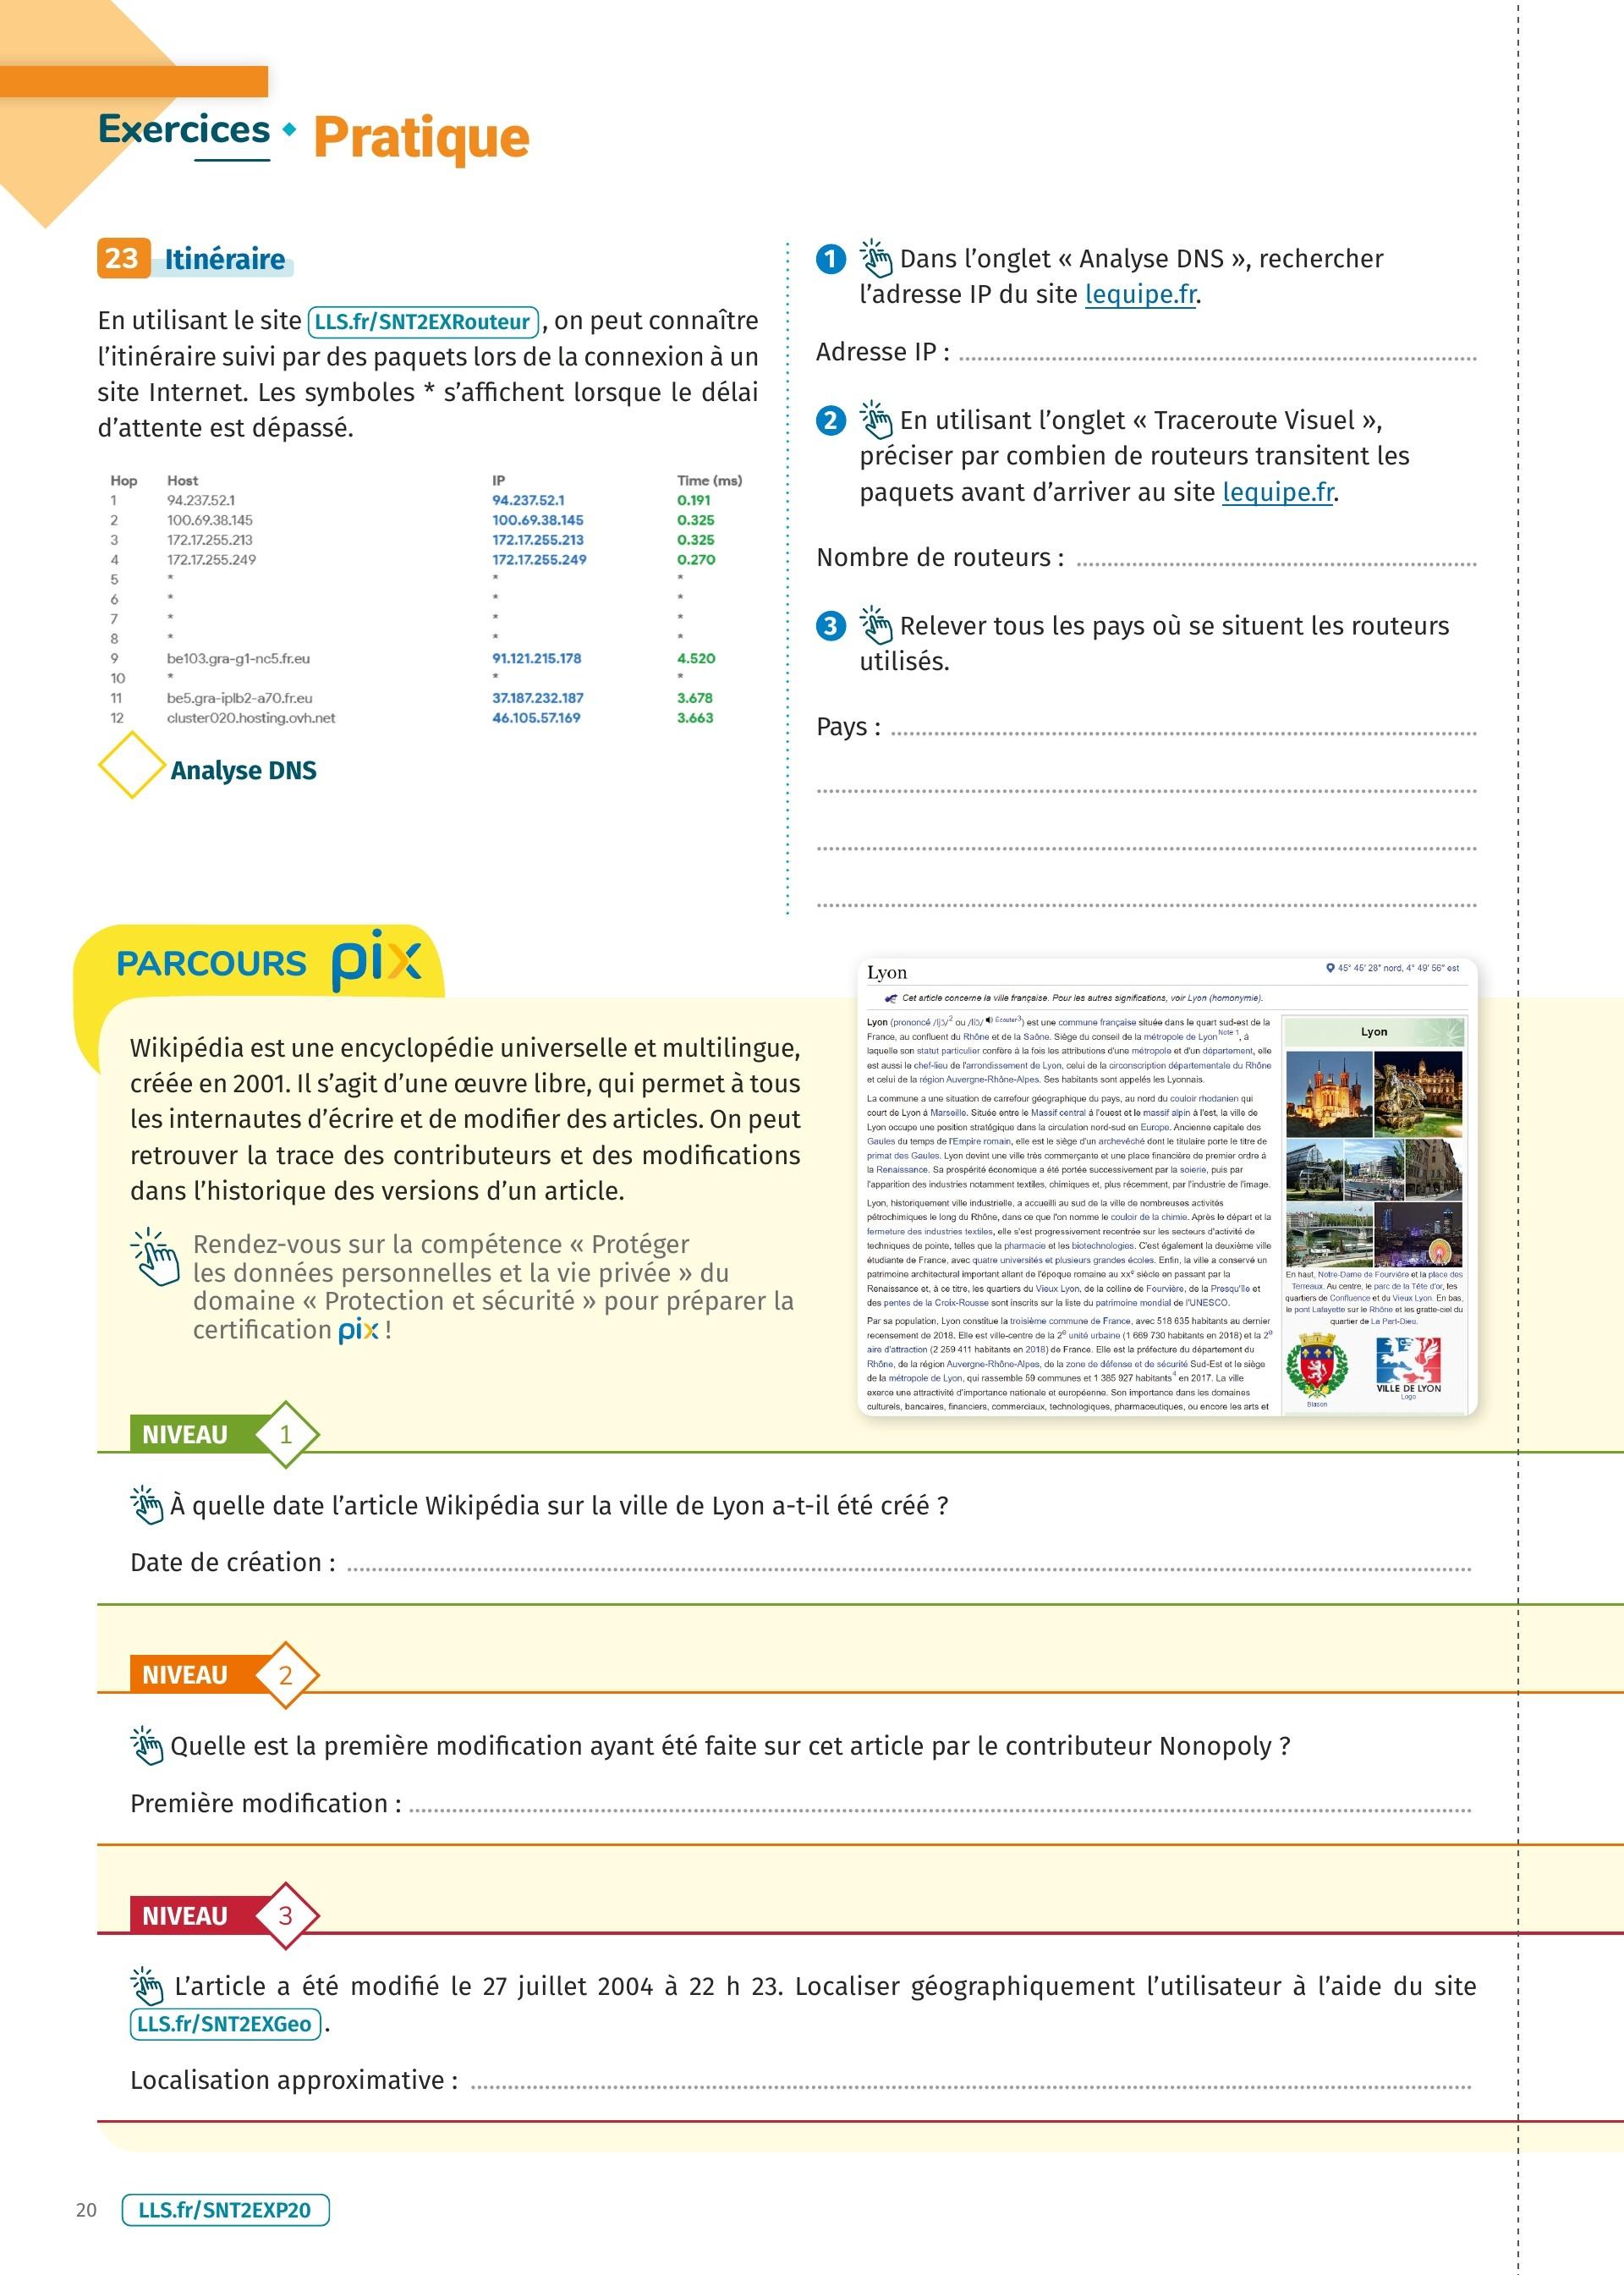 Exercices • Pratique
23 Itinéraire
En utilisant le site LLS.fr/SNT2EXRouteur, on peut connaître
l’itinéraire suivi par des paquets lors de la connexion à un
site Internet. Les symboles * s’affichent lorsque le délai
d’attente est dépassé.
Hop Host IP Time (ms)
1 94.237.52.1 94.237.52.1 0.191
2 100.69.38.145 100.69.38.145 0.325
3 172.17.255.213 172.17.255.213 0.325
4 172.17.255.249 172.17.255.249 0.270
5 * * *
6 * * *
7 * * *
8 * * *
9 be103.gra-g1-nc5.fr.eu 91.121.215.178 4.520
10 * * *
11 be5.gra-iplb2-a70.fr.eu 37.187.232.187 3.678
12 cluster020.hosting.ovh.net 46.105.57.169 3.663
Analyse DNS
1 Dans l’onglet « Analyse DNS », rechercher
l’adresse IP du site lequipe.fr.
Adresse IP :
2 En utilisant l’onglet « Traceroute Visuel »,
préciser par combien de routeurs transitent les
paquets avant d’arriver au site lequipe.fr.
Nombre de routeurs :
3 Relever tous les pays où se situent les routeurs
utilisés.
Pays :
PARCOURS pix
Wikipédia est une encyclopédie universelle et multilingue,
créée en 2001. Il s’agit d’une œuvre libre, qui permet à tous
les internautes d’écrire et de modifier des articles. On peut
retrouver la trace des contributeurs et des modifications
dans l’historique des versions d’un article.
Rendez-vous sur la compétence « Protéger
les données personnelles et la vie privée » du
domaine « Protection et sécurité » pour préparer la
certification pix !
Lyon
45° 45′ 28″ nord, 4° 49′ 56″ est
Cet article concerne la ville française. Pour les autres significations, voir Lyon (homonymie).
Lyon (prononcé /ljɔ̃/2 ou /liɔ̃/ Écouter3) est une commune française située dans le quart sud-est de la
France, au confluent du Rhône et de la Saône. Siège du conseil de la métropole de Lyon Note 1, à
laquelle son statut particulier confère à la fois les attributions d'une métropole et d'un département, elle
est aussi le chef-lieu de l'arrondissement de Lyon, celui de la circonscription départementale du Rhône
et celui de la région Auvergne-Rhône-Alpes. Ses habitants sont appelés les Lyonnais.
La commune a une situation de carrefour géographique du pays, au nord du couloir rhodanien qui
court de Lyon à Marseille. Située entre le Massif central à l'ouest et le massif alpin à l'est, la ville de
Lyon occupe une position stratégique dans la circulation nord-sud en Europe. Ancienne capitale des
Gaules du temps de l'Empire romain, elle est le siège d'un archevêché dont le titulaire porte le titre de
primat des Gaules. Lyon devint une ville très commerçante et une place financière de premier ordre à
la Renaissance. Sa prospérité économique a été portée successivement par la soierie, puis par
l'apparition des industries notamment textiles, chimiques et, plus récemment, par l'industrie de l'image.
Lyon, historiquement ville industrielle, a accueilli au sud de la ville de nombreuses activités
pétrochimiques le long du Rhône, dans ce que l'on nomme le couloir de la chimie. Après le départ et la
fermeture des industries textiles, elle s'est progressivement recentrée sur les secteurs d'activité de
techniques de pointe, telles que la pharmacie et les biotechnologies. C'est également la deuxième ville
étudiante de France, avec quatre universités et plusieurs grandes écoles. Enfin, la ville a conservé un
patrimoine architectural important allant de l'époque romaine au xxe siècle en passant par la
Renaissance et, à ce titre, les quartiers du Vieux Lyon, de la colline de Fourvière, de la Presqu'île et
des pentes de la Croix-Rousse sont inscrits sur la liste du patrimoine mondial de l'UNESCO.
Par sa population, Lyon constitue la troisième commune de France, avec 518 635 habitants au dernier
recensement de 2018. Elle est ville-centre de la 2e unité urbaine (1 669 730 habitants en 2018) et la 2e
aire d'attraction (2 259 411 habitants en 2018) de France. Elle est la préfecture du département du
Rhône, de la région Auvergne-Rhône-Alpes, de la zone de défense et de sécurité Sud-Est et le siège
de la métropole de Lyon, qui rassemble 59 communes et 1 385 927 habitants4 en 2017. La ville
exerce une attractivité d'importance nationale et européenne. Son importance dans les domaines
culturels, bancaires, financiers, commerciaux, technologiques, pharmaceutiques, ou encore les arts et
Lyon
En haut, Notre-Dame de Fourvière et la place des
Terreaux. Au centre, le parc de la Tête d'or, les
quartiers de Confluence et du Vieux Lyon. En bas,
le pont Lafayette sur le Rhône et les gratte-ciel du
quartier de La Part-Dieu.
VILLE DE LYON
Blason
Logo
NIVEAU 1
À quelle date l’article Wikipédia sur la ville de Lyon a-t-il été créé ?
Date de création :
NIVEAU 2
Quelle est la première modification ayant été faite sur cet article par le contributeur Nonopoly ?
Première modification :
NIVEAU 3
L’article a été modifié le 27 juillet 2004 à 22 h 23. Localiser géographiquement l’utilisateur à l’aide du site
LLS.fr/SNT2EXGeo.
Localisation approximative :
20 LLS.fr/SNT2EXP20